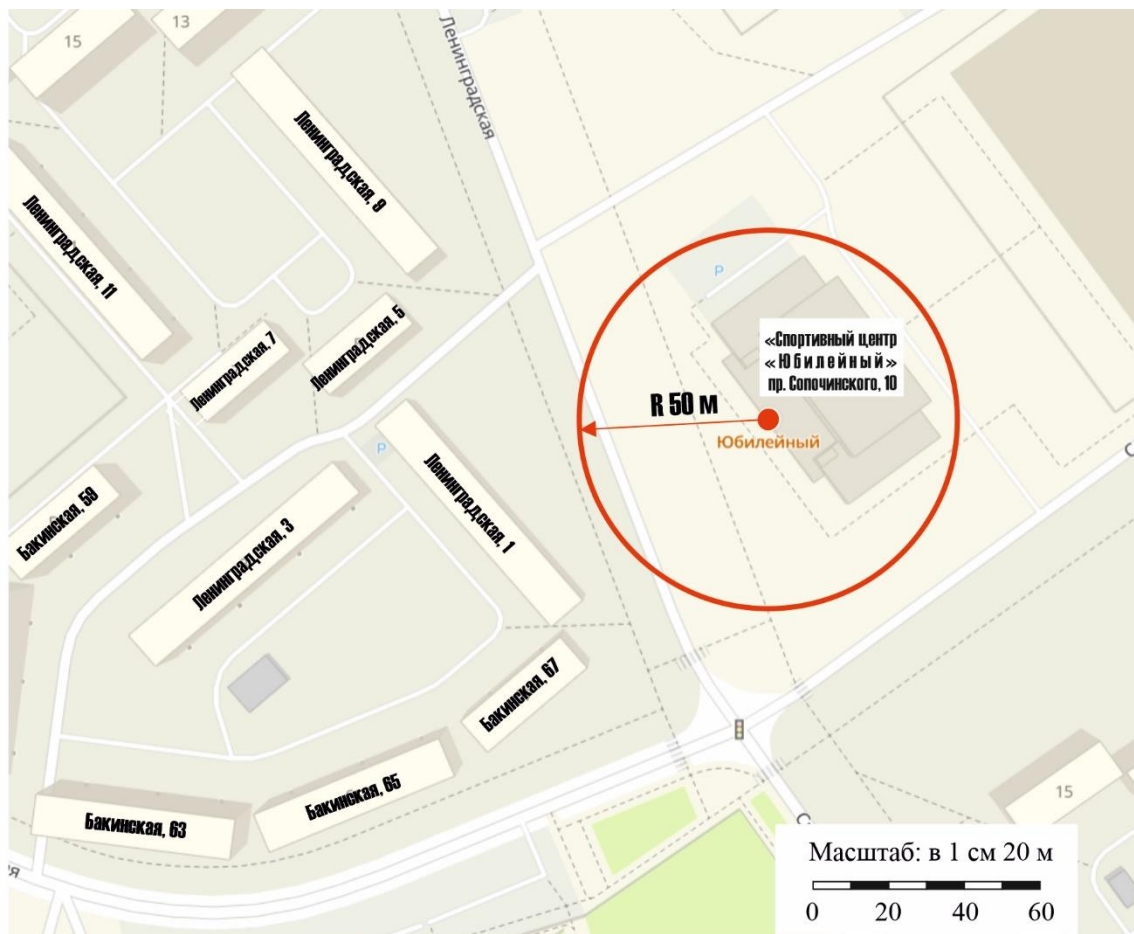 15
13
Ленинградская
Ленинградская, 9
Ленинградская, 11
Ленинградская, 7
Ленинградская, 5
P
«Спортивный центр
«Юбилейный»
пр. Сопочинского, 10
R 50 м
Юбилейный
P
Ленинградская, 1
Ленинградская, 3
Бакинская, 59
Бакинская, 67
Бакинская, 65
Бакинская, 63
ая
С
С
15
Масштаб: в 1 см 20 м
0 20 40 60